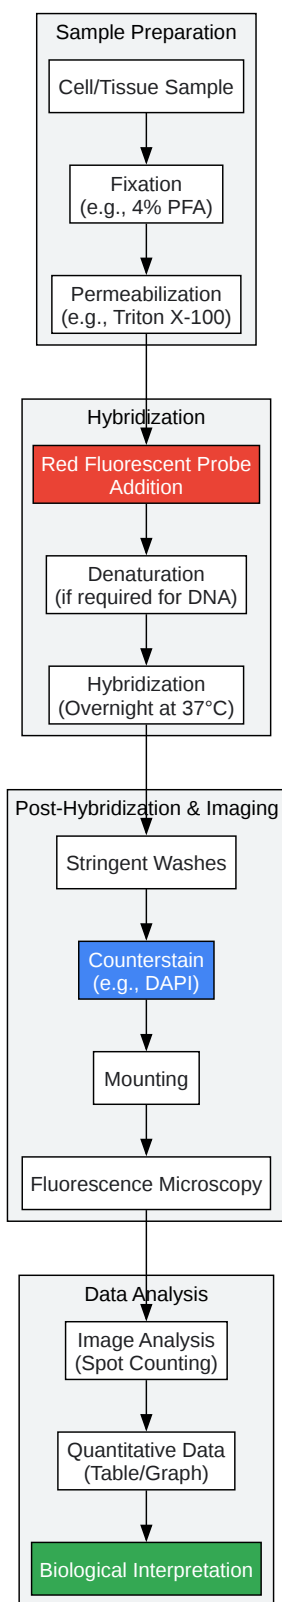 Sample Preparation
Cell/Tissue Sample
Fixation
(e.g., 4% PFA)
Permeabilization
(e.g., Triton X-100)
Hybridization
Red Fluorescent Probe
Addition
Denaturation
(if required for DNA)
Hybridization
(Overnight at 37°C)
Post-Hybridization & Imaging
Stringent Washes
Counterstain
(e.g., DAPI)
Mounting
Fluorescence Microscopy
Data Analysis
Image Analysis
(Spot Counting)
Quantitative Data
(Table/Graph)
Biological Interpretation